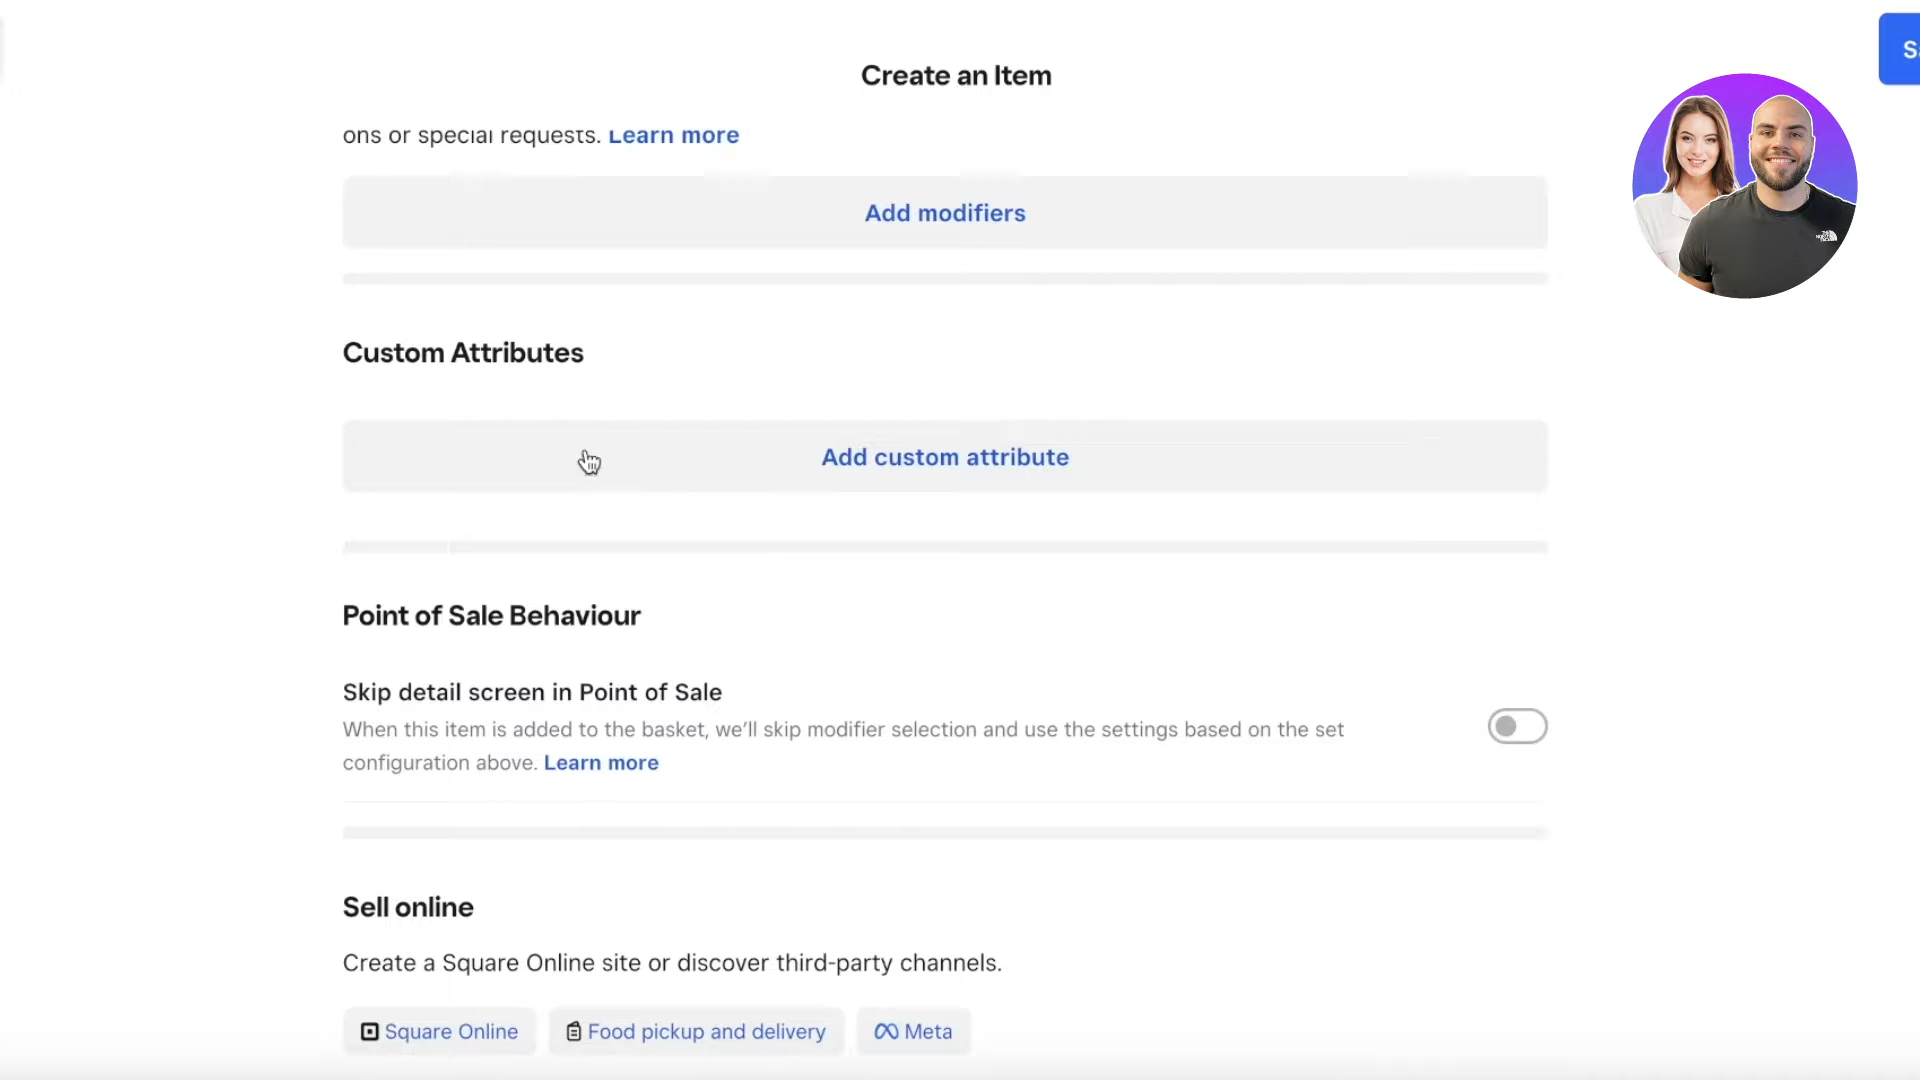 Sa
Create an Item
ons or special requests. Learn more
Add modifiers
Custom Attributes
Add custom attribute
Point of Sale Behaviour
Skip detail screen in Point of Sale
When this item is added to the basket, we'll skip modifier selection and use the settings based on the set
configuration above. Learn more
Sell online
Create a Square Online site or discover third-party channels.
Square Online
Food pickup and delivery
Meta